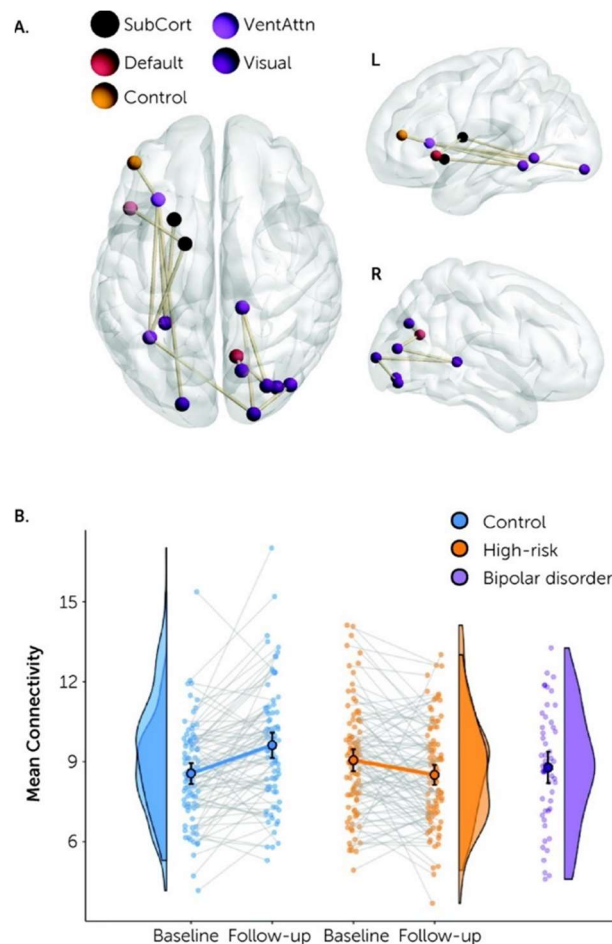 A.
SubCort
VentAttn
Default
Visual
Control
L
R
B.
Control
High-risk
Bipolar disorder
Mean Connectivity
15
12
9
6
Baseline Follow-up Baseline Follow-up